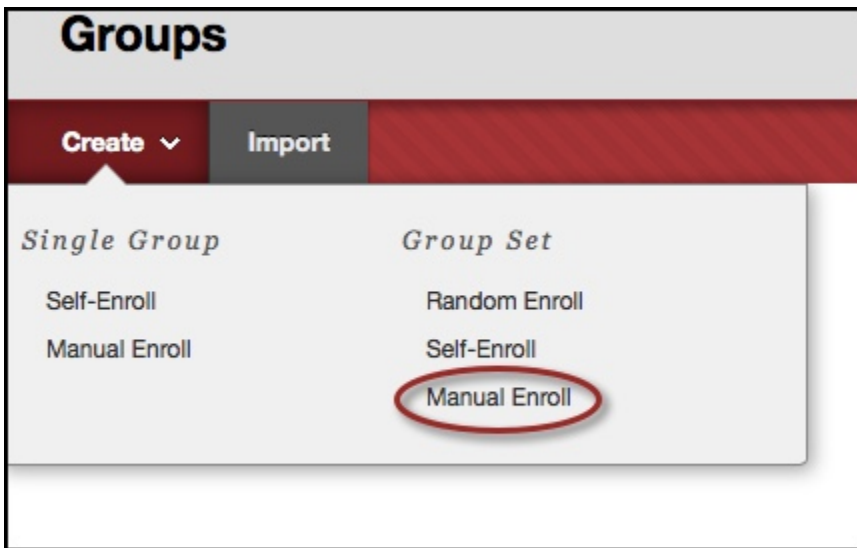 Groups
Create Import
Single Group
Self-Enroll
Manual Enroll
Group Set
Random Enroll
Self-Enroll
Manual Enroll